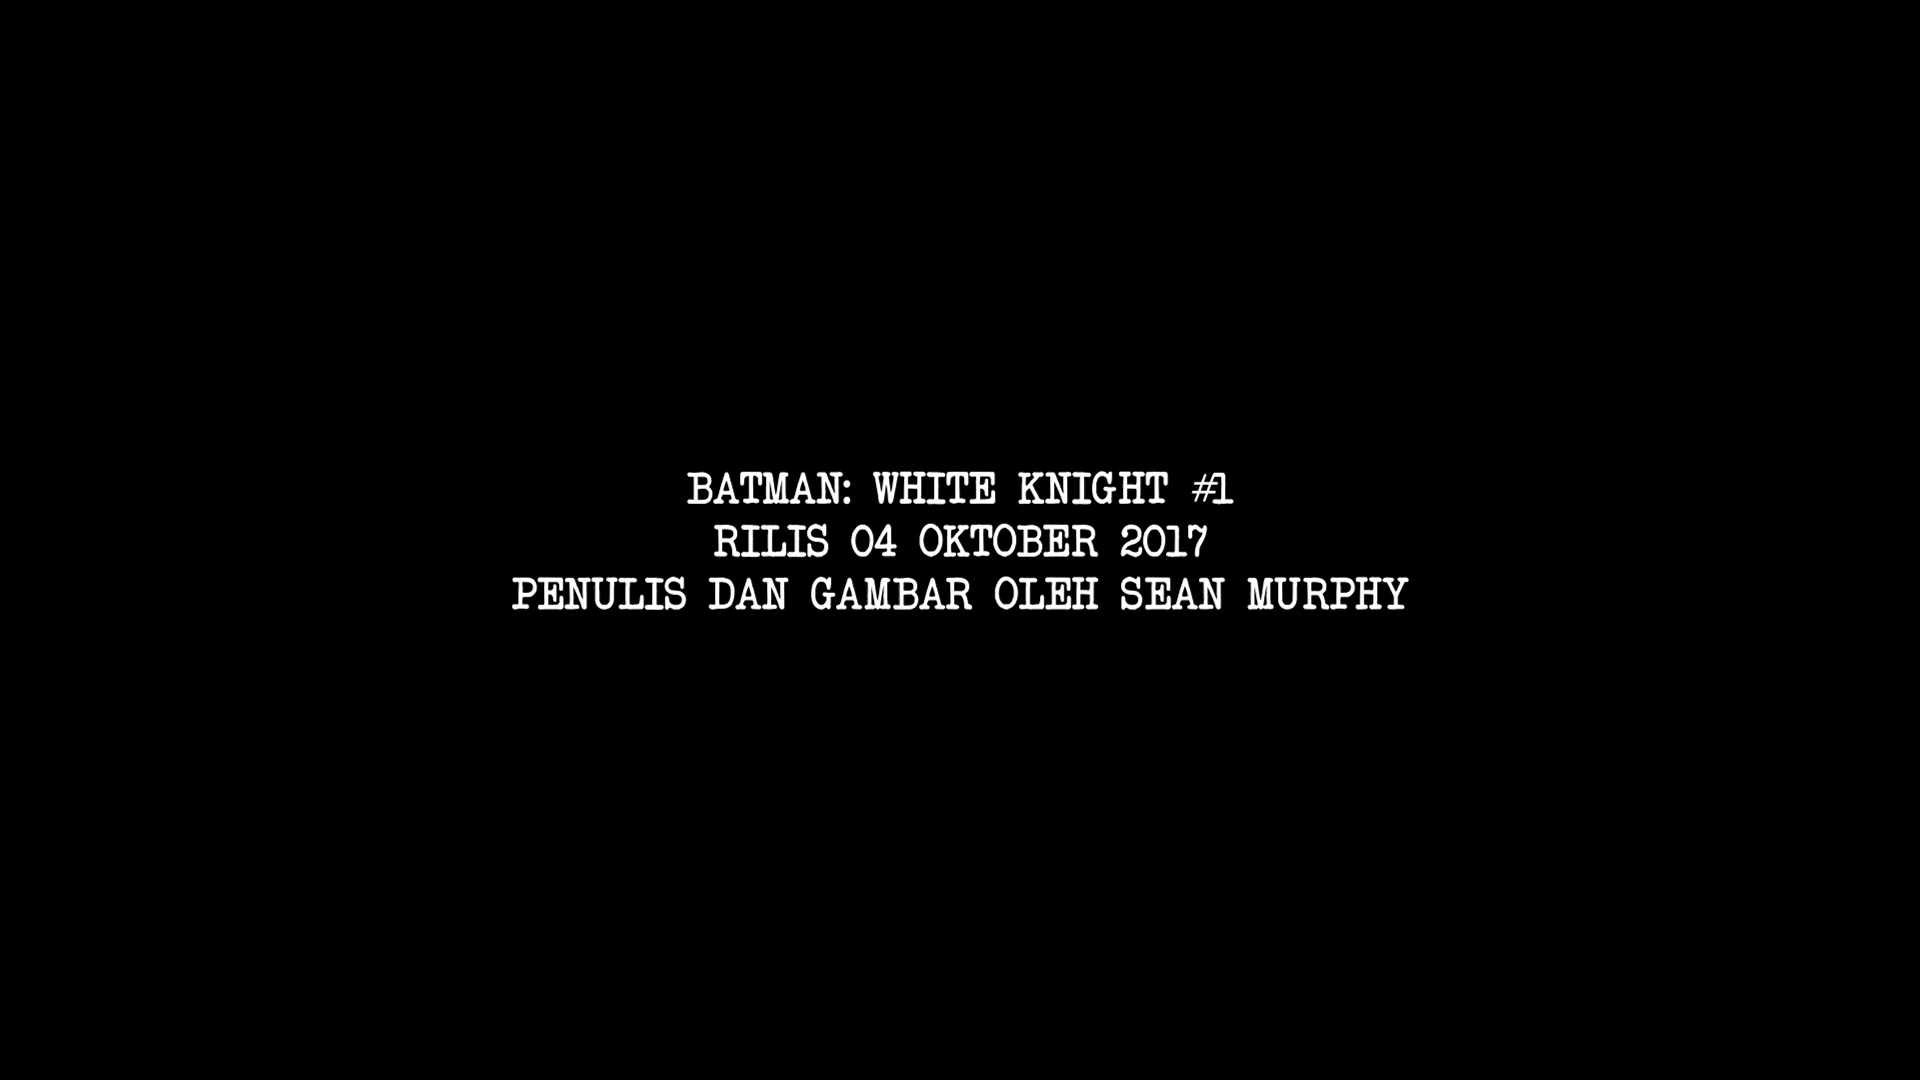 BATMAN: WHITE KNIGHT #1
RILIS 04 OKTOBER 2017
PENULIS DAN GAMBAR OLEH SEAN MURPHY